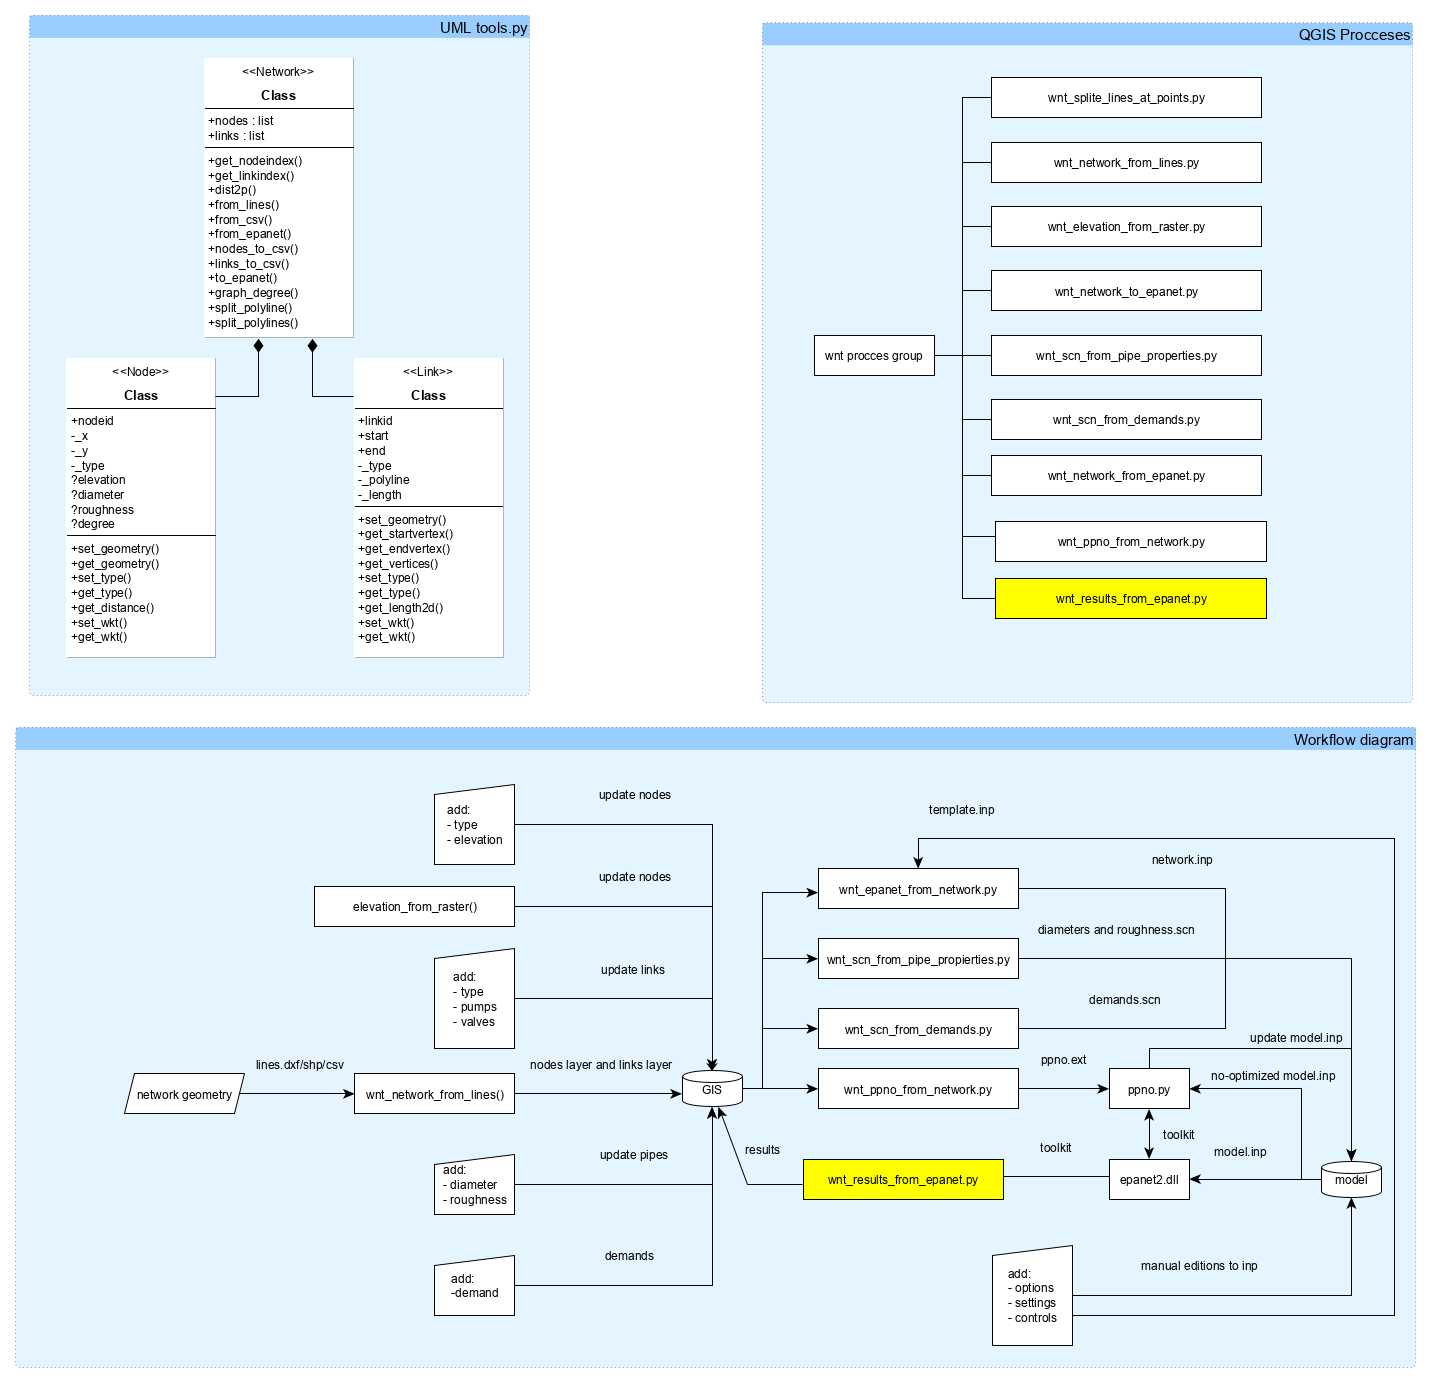 UML tools.py
<<Network>>
Class
+nodes : list
+links : list
+get_nodeindex()
+get_linkindex()
+dist2p()
+from_lines()
+from_csv()
+from_epanet()
+nodes_to_csv()
+links_to_csv()
+to_epanet()
+graph_degree()
+split_polyline()
+split_polylines()
<<Node>>
Class
+nodeid
-_x
-_y
-_type
?elevation
?diameter
?roughness
?degree
+set_geometry()
+get_geometry()
+set_type()
+get_type()
+get_distance()
+set_wkt()
+get_wkt()
<<Link>>
Class
+linkid
+start
+end
-_type
-_polyline
-_length
+set_geometry()
+get_startvertex()
+get_endvertex()
+get_vertices()
+set_type()
+get_type()
+get_length2d()
+set_wkt()
+get_wkt()
QGIS Procceses
wnt procces group
wnt_splite_lines_at_points.py
wnt_network_from_lines.py
wnt_elevation_from_raster.py
wnt_network_to_epanet.py
wnt_scn_from_pipe_properties.py
wnt_scn_from_demands.py
wnt_network_from_epanet.py
wnt_ppno_from_network.py
wnt_results_from_epanet.py
Workflow diagram
add:
- type
- elevation
update nodes
elevation_from_raster()
update nodes
add:
- type
- pumps
- valves
update links
network geometry
lines.dxf/shp/csv
wnt_network_from_lines()
nodes layer and links layer
GIS
add:
- diameter
- roughness
update pipes
add:
-demand
demands
template.inp
wnt_epanet_from_network.py
network.inp
diameters and roughness.scn
wnt_scn_from_pipe_propierties.py
demands.scn
wnt_scn_from_demands.py
update model.inp
ppno.ext
wnt_ppno_from_network.py
ppno.py
no-optimized model.inp
toolkit
results
wnt_results_from_epanet.py
toolkit
epanet2.dll
model.inp
model
add:
- options
- settings
- controls
manual editions to inp